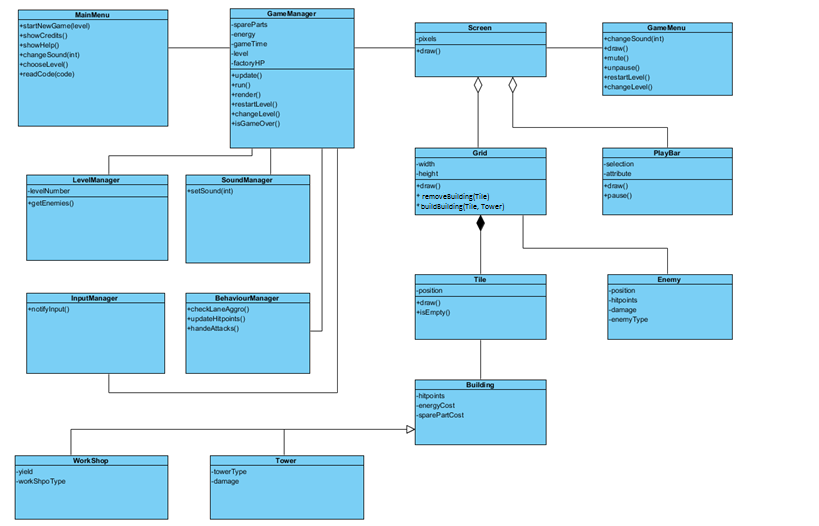 MainMenu
+startNewGame(level)
+showCredits()
+showHelp()
+changeSound(int)
+chooseLevel()
+readCode(code)
GameManager
-spareParts
-energy
-gameTime
-level
-factoryHP
+update()
+run()
+render()
+restartLevel()
+changeLevel()
+isGameOver()
Screen
-pixels
+draw()
GameMenu
+changeSound(int)
+draw()
+mute()
+unpause()
+restartLevel()
+changeLevel()
LevelManager
-levelNumber
+getEnemies()
SoundManager
+setSound(int)
Grid
-width
-height
+draw()
+ removeBuilding(Tile)
+ buildBuilding(Tile, Tower)
PlayBar
-selection
-attribute
+draw()
+pause()
InputManager
+notifyInput()
BehaviourManager
+checkLaneAggro()
+updateHitpoints()
+handeAttacks()
Tile
-position
+draw()
+isEmpty()
Enemy
-position
-hitpoints
-damage
-enemyType
Building
-hitpoints
-energyCost
-sparePartCost
WorkShop
-yield
-workShpoType
Tower
-towerType
-damage